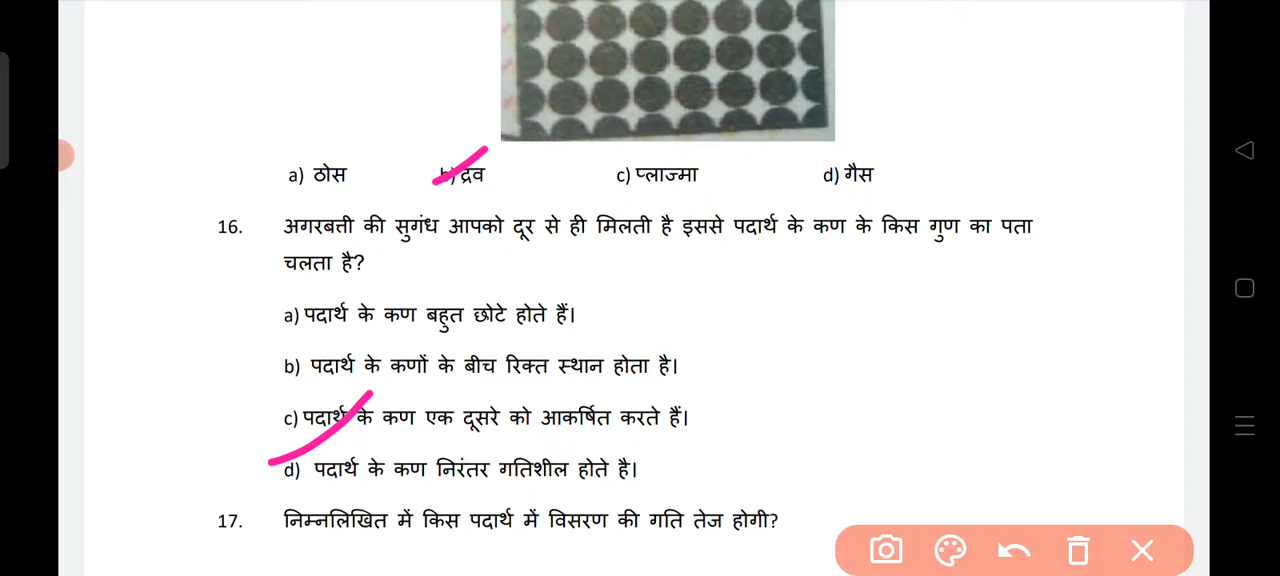 a) ठोस b) द्रव c) प्लाज्मा d) गैस
16. अगरबत्ती की सुगंध आपको दूर से ही मिलती है इससे पदार्थ के कण के किस गुण का पता
चलता है?
a) पदार्थ के कण बहुत छोटे होते हैं।
b) पदार्थ के कणों के बीच रिक्त स्थान होता है।
c) पदार्थ के कण एक दूसरे को आकर्षित करते हैं।
d) पदार्थ के कण निरंतर गतिशील होते है।
17. निम्नलिखित में किस पदार्थ में विसरण की गति तेज होगी?